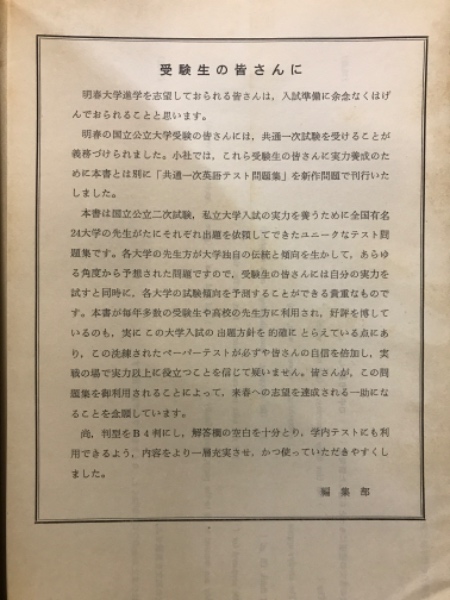 受験生の皆さんに
明春大学進学を志望しておられる皆さんは，入試準備に余念なくはげ
んでおられることと思います。
明春の国立公立大学受験の皆さんには，共通一次試験を受けることが
義務づけられました。小社では，これら受験生の皆さんに実力養成のた
めに本書とは別に「共通一次英語テスト問題集」を新作問題で刊行いた
しました。
本書は国立公立二次試験，私立大学入試の実力を養うために全国有名
24大学の先生がたにそれぞれ出題を依頼してできたユニークなテスト問
題集です。各大学の先生方が大学独自の伝統と傾向を生かして，あらゆ
る角度から予想された問題ですので，受験生の皆さんには自分の実力を
試すと同時に，各大学の試験傾向を予測することができる貴重なもので
す。本書が毎年多数の受験生や高校の先生方に利用され，好評を博して
いるのも，実にこの大学入試の出題方針を的確にとらえている点にあ
り，この洗練されたペーパーテストが必ずや皆さんの自信を倍加し，実
戦の場で実力以上に役立つことを信じて疑いません。皆さんが，この問
題集を御利用されることによって，来春への志望を達成される一助にな
ることを念願しています。
尚，判型をＢ４判にし，解答欄の空白を十分とり，学内テストにも利
用できるよう，内容をより一層充実させ，かつ使っていただきやすくし
ました。
編集部